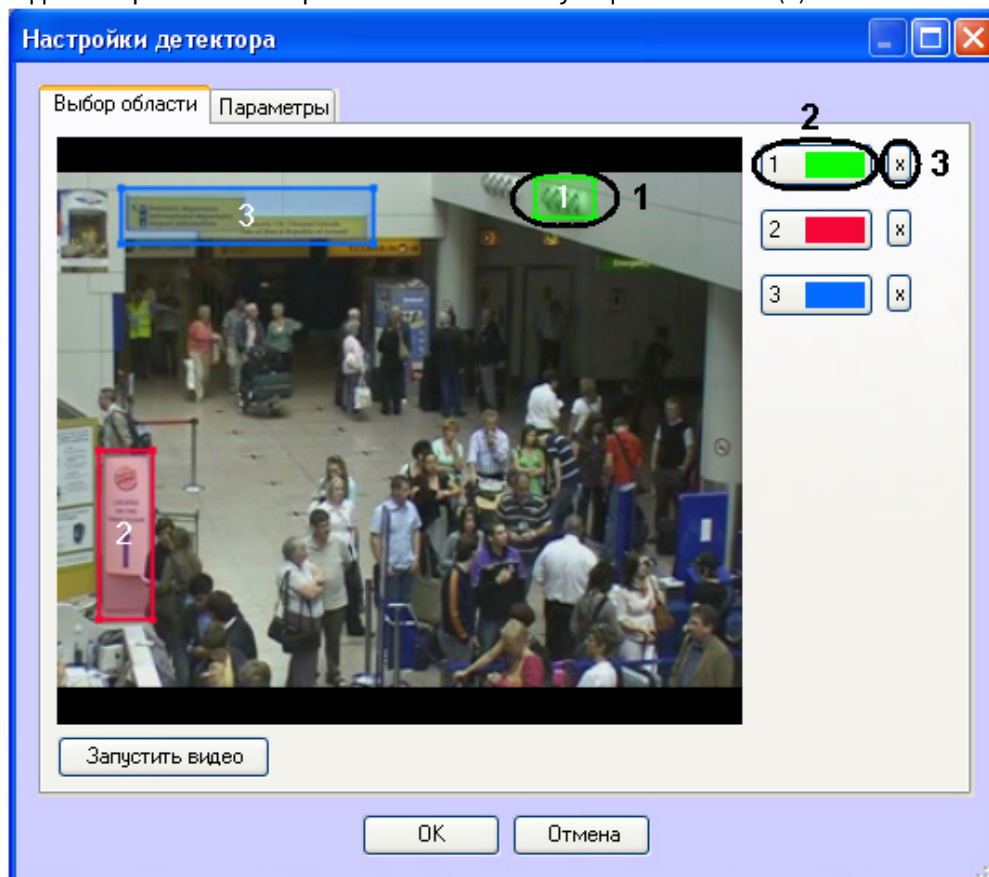 Настройки детектора
Выбор области Параметры
2
1 x 3
1 1
3
2 x
3 x
2
Запустить видео
OK Отмена